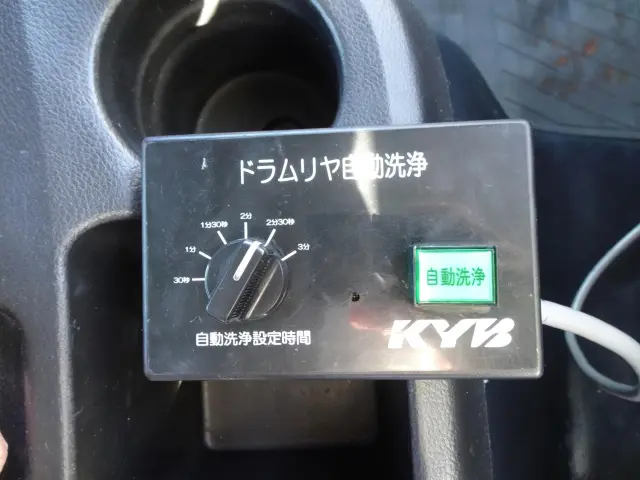 ドラムリヤ自動洗浄
30秒
1分
1分30秒
2分
2分30秒
3分
自動洗浄設定時間
自動洗浄
KYB